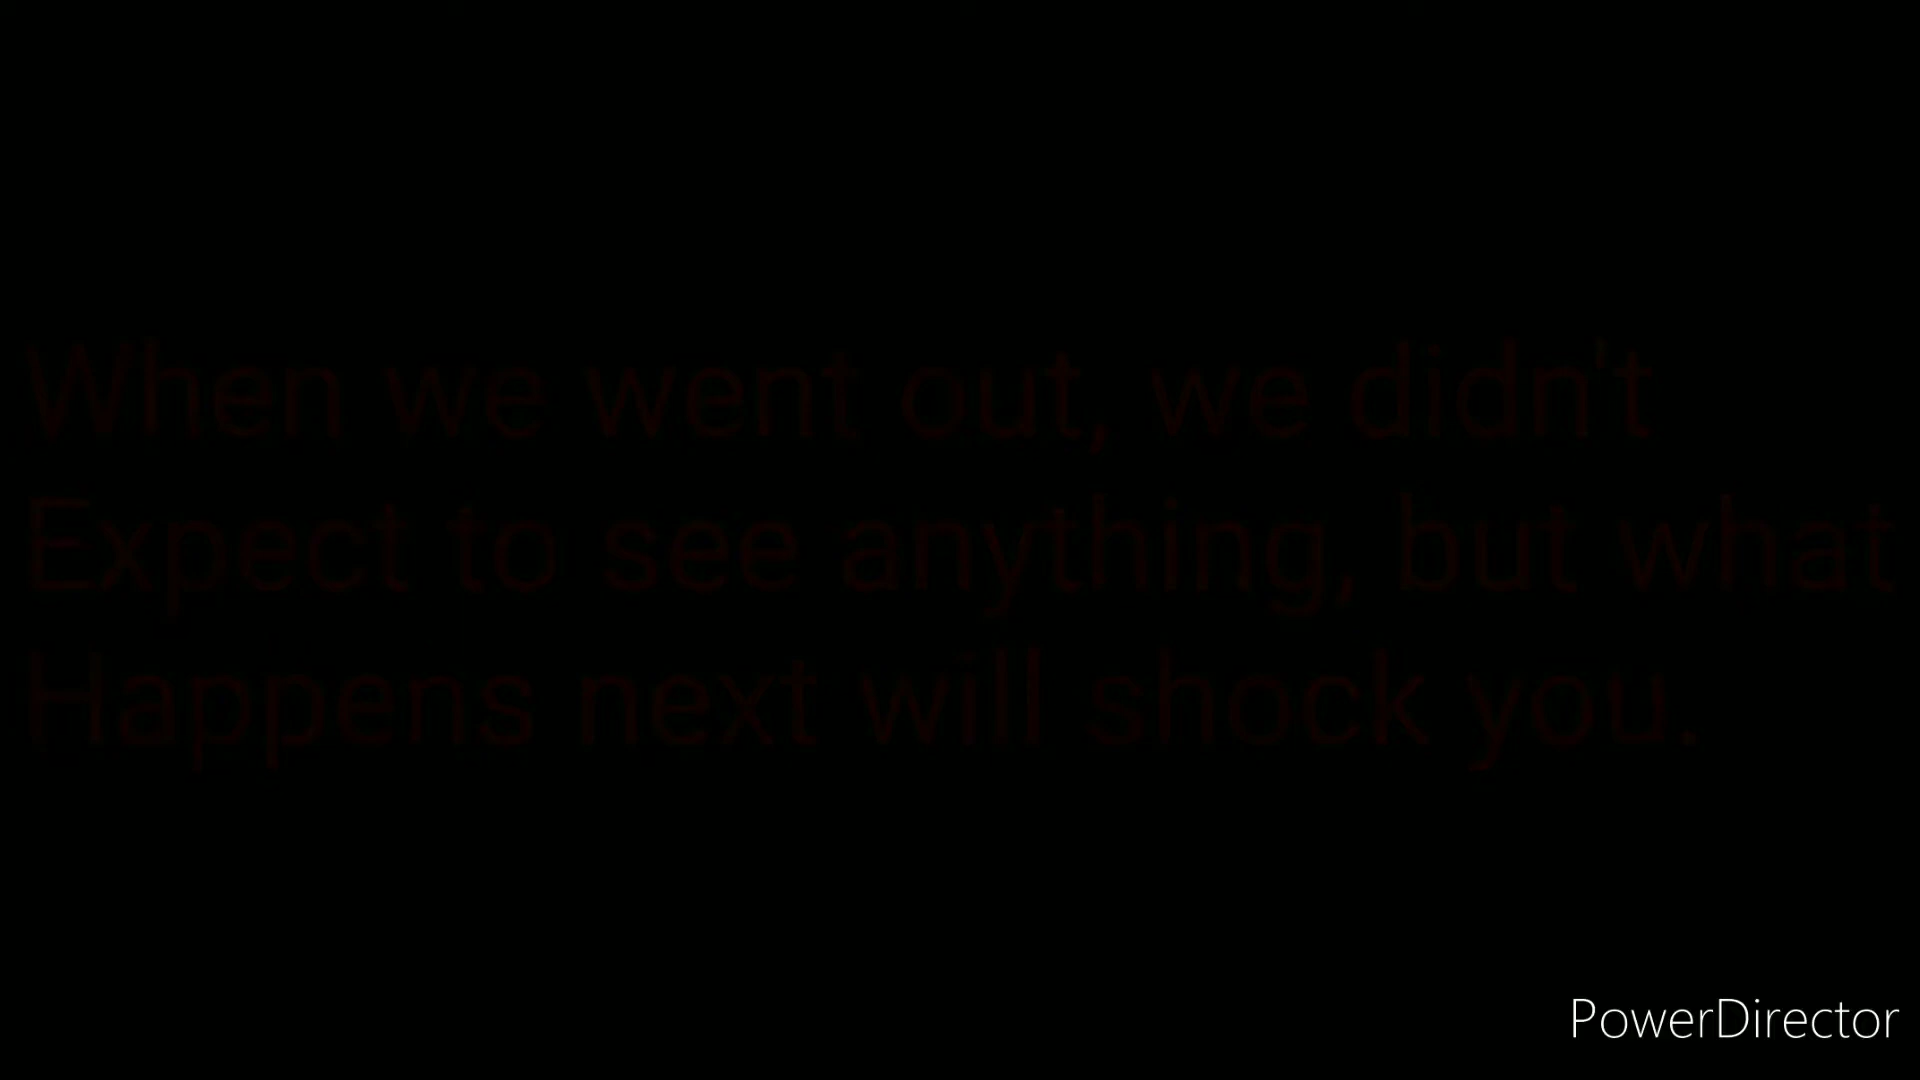 When we went out, we didn't
Expect to see anything, but what
Happens next will shock you.
PowerDirector